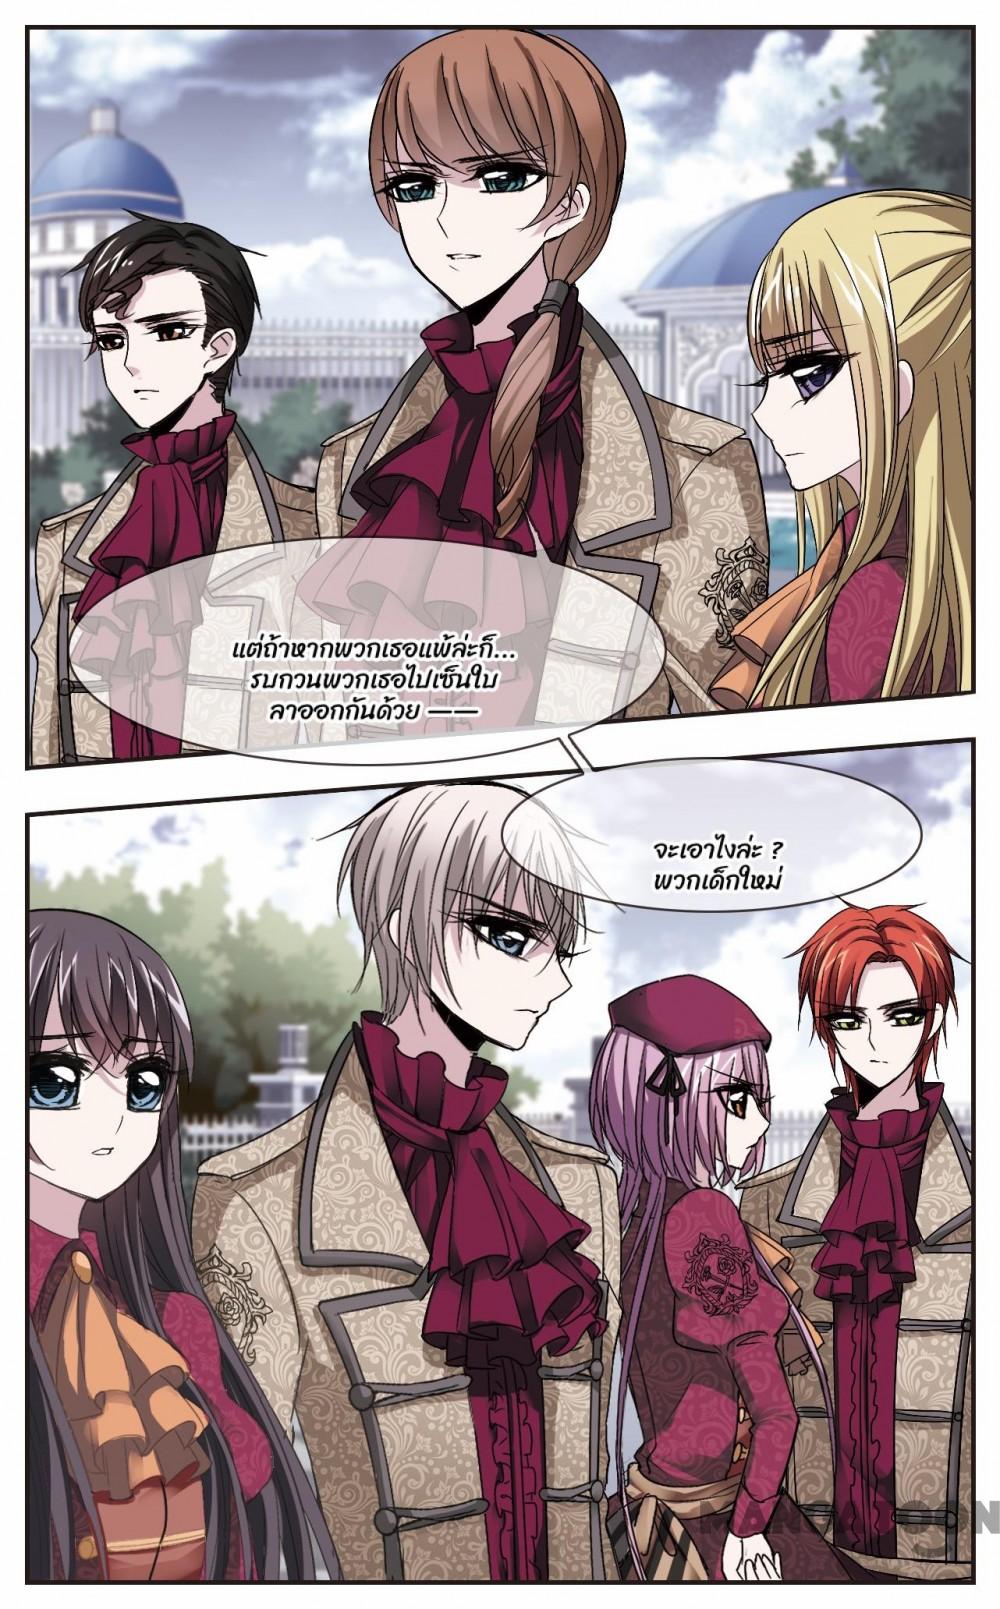 แต่ถ้าหากพวกเธอแพ้ล่ะก็...
รบกวนพวกเธอไปเซ็นใบ
ลาออกกันด้วย ——
จะเอาไงล่ะ ?
พวกเด็กใหม่
MANGATOON